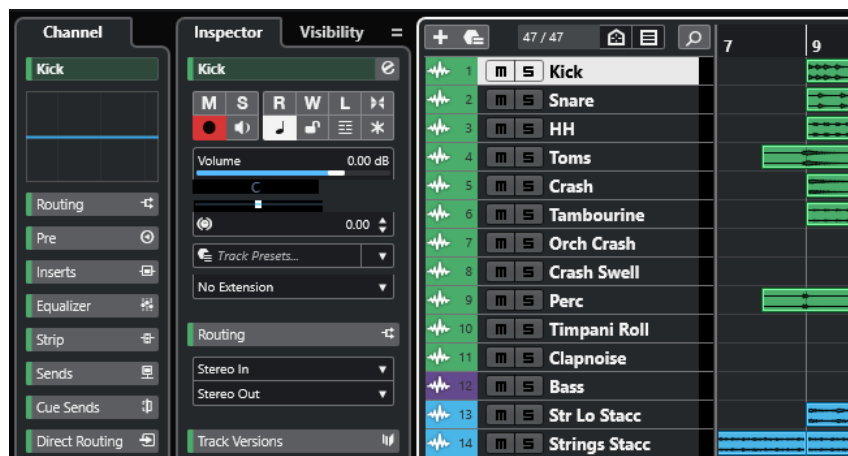 Channel
Kick
Routing
Pre
Inserts
Equalizer
Strip
Sends
Cue Sends
Direct Routing
Inspector Visibility
Kick
M S R W L
Volume 0.00 dB
C
0.00
Track Presets...
No Extension
Routing
Stereo In
Stereo Out
Track Versions
47 / 47
7 9
1 m S Kick
2 m S Snare
3 m S HH
4 m S Toms
5 m S Crash
6 m S Tambourine
7 m S Orch Crash
8 m S Crash Swell
9 m S Perc
10 m S Timpani Roll
11 m S Clapnoise
12 m S Bass
13 m S Str Lo Stacc
14 m S Strings Stacc